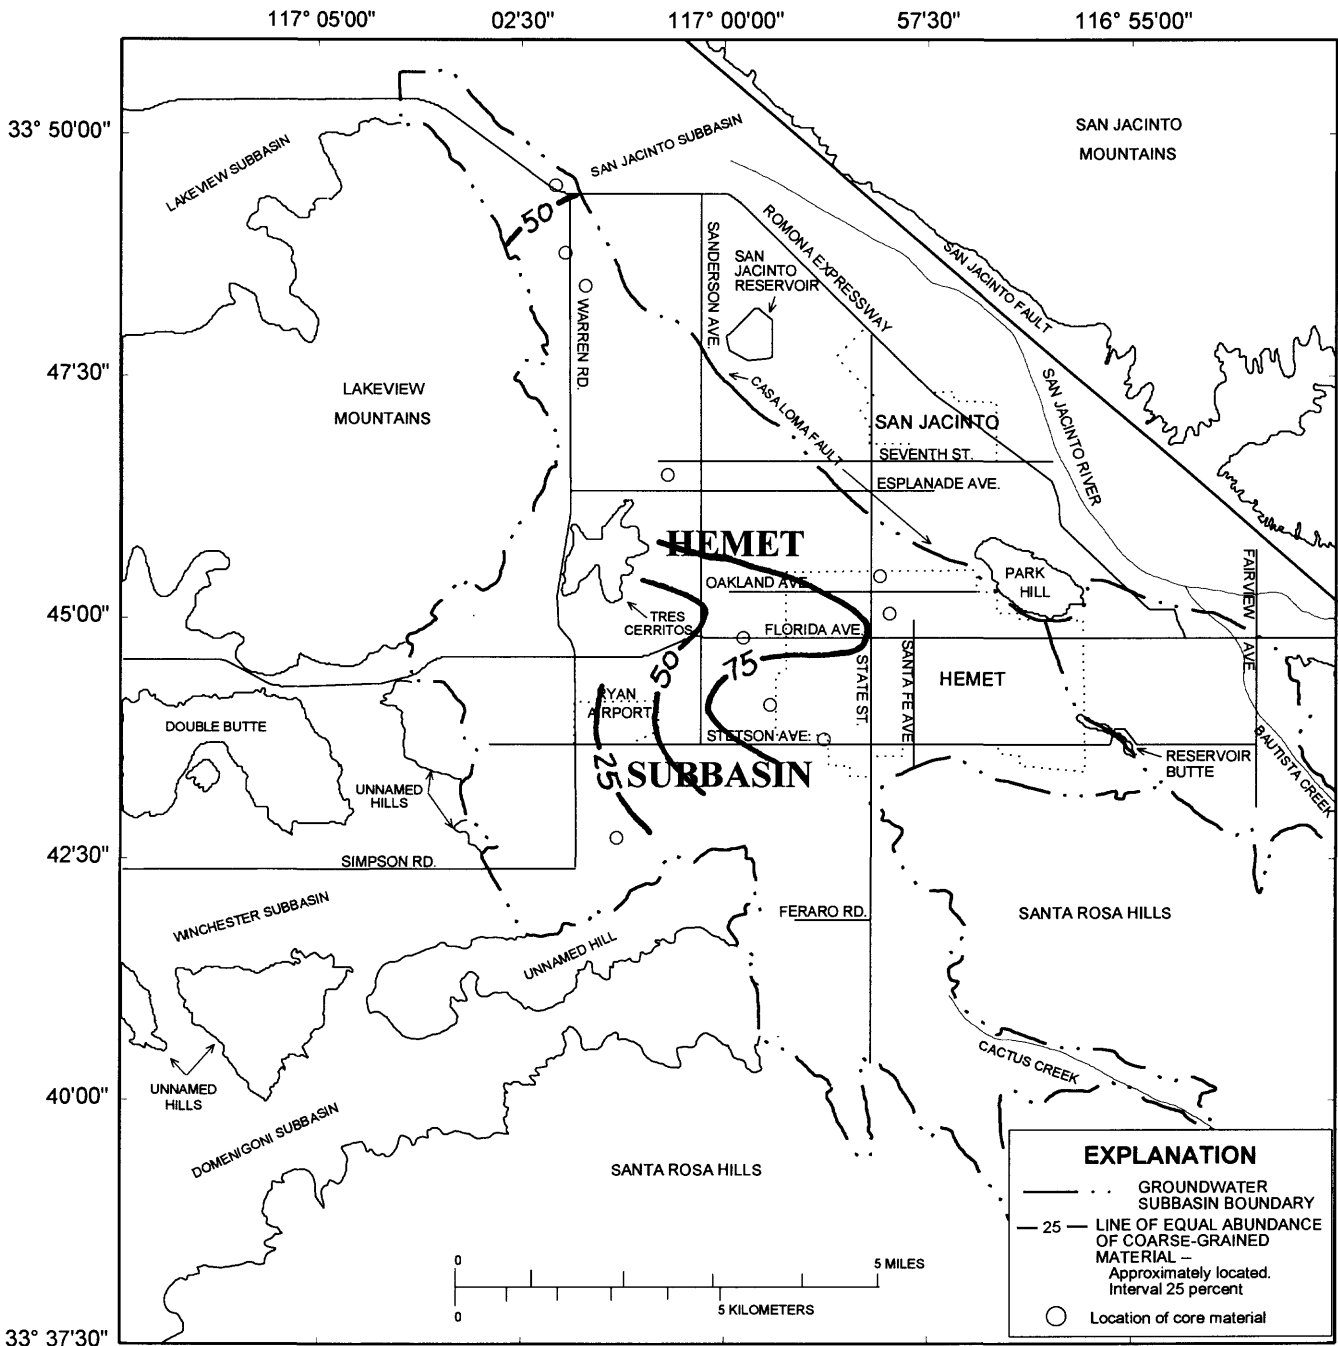 117° 05'00"
02'30"
117° 00'00"
57'30"
116° 55'00"
33° 50'00"
47'30"
45'00"
42'30"
40'00"
33° 37'30"
SAN JACINTO
MOUNTAINS
SAN JACINTO SUBBASIN
LAKEVIEW SUBBASIN
50
ROMONA EXPRESSWAY
SANDERSON AVE.
SAN
JACINTO
RESERVOIR
SAN JACINTO FAULT
WARREN RD.
LAKEVIEW
MOUNTAINS
CASA LOMA FAULT
SAN JACINTO
SAN JACINTO RIVER
SEVENTH ST.
ESPLANADE AVE.
HEMET
OAKLAND AVE.
PARK
HILL
FAIRVIEW
AVE
TRES
CERRITOS
FLORIDA AVE.
50
75
STATE ST.
SANTA FE AVE
HEMET
RYAN
AIRPORT
DOUBLE BUTTE
STETSON AVE.
25
SUBBASIN
RESERVOIR
BUTTE
BAUTISTA CREEK
UNNAMED
HILLS
SIMPSON RD.
WINCHESTER SUBBASIN
FERARO RD.
SANTA ROSA HILLS
UNNAMED HILL
CACTUS CREEK
UNNAMED
HILLS
DOMENIGONI SUBBASIN
SANTA ROSA HILLS
EXPLANATION
GROUNDWATER
SUBBASIN BOUNDARY
25
LINE OF EQUAL ABUNDANCE
OF COARSE-GRAINED
MATERIAL –
Approximately located.
Interval 25 percent
Location of core material
0
5 MILES
0
5 KILOMETERS